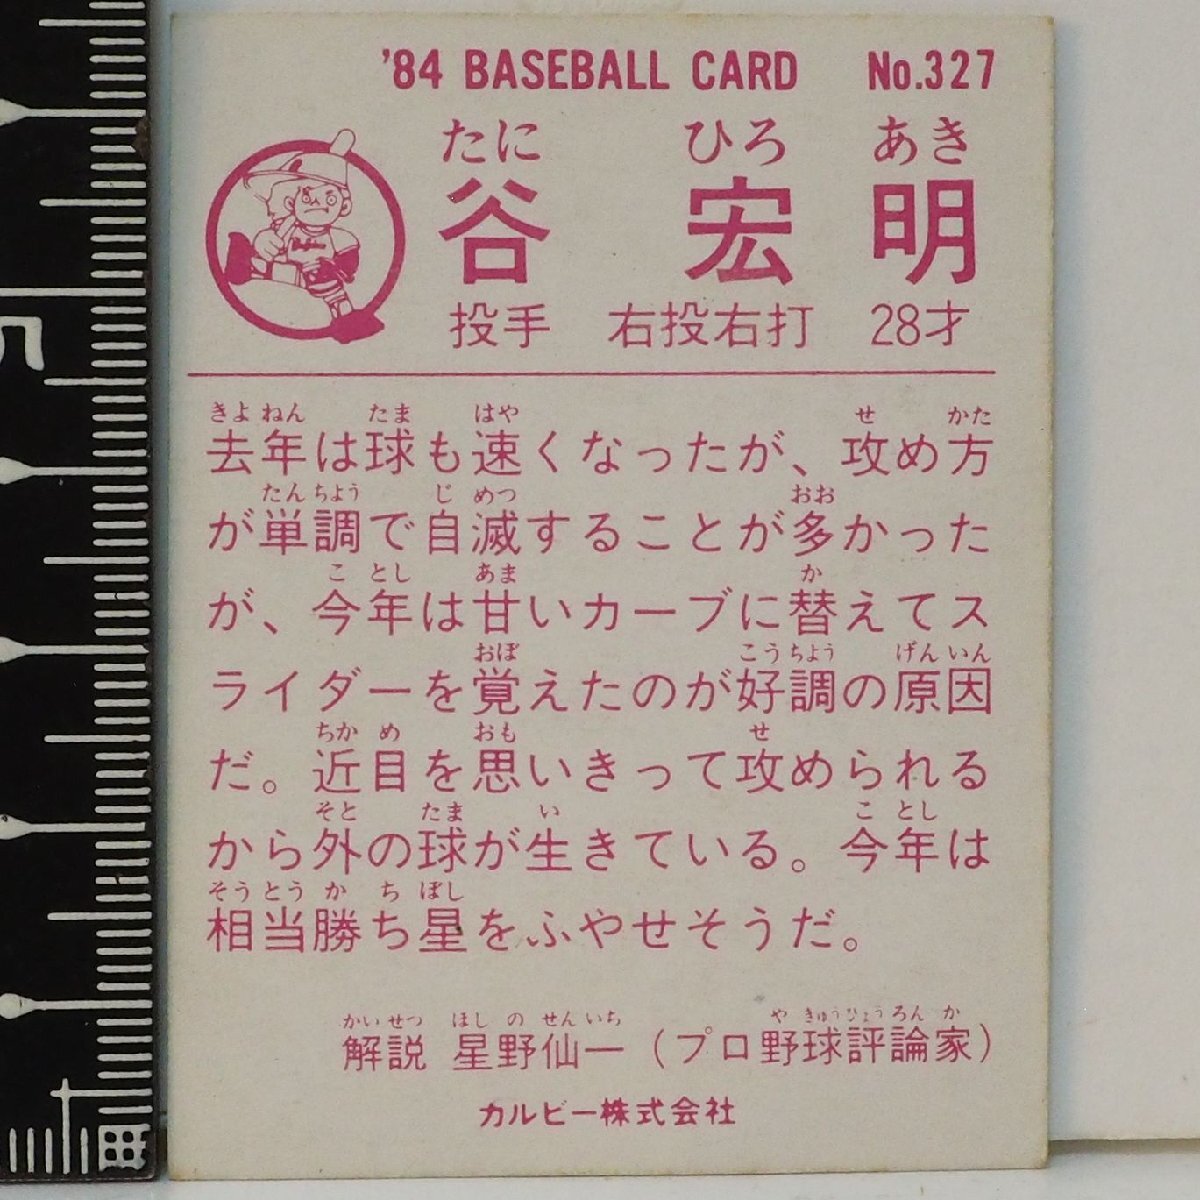 '84 BASEBALL CARD No.327
たに ひろ あき
谷 宏 明
投手 右投右打 28才
きよ ねん たま はや せ かた
去年は球も速くなったが、攻め方
たん ちよう じ めつ おお
が単調で自滅することが多かった
こ とし あま か
が、今年は甘いカーブに替えてス
おぼ こう ちよう げん いん
ライダーを覚えたのが好調の原因
ちか め おも せ
だ。近目を思いきって攻められる
そと たま い こ とし
から外の球が生きている。今年は
そう とう か ち ぼし
相当勝ち星をふやせそうだ。
かい せつ ほし の せん いち や きゅう ひょう ろん か
解説 星野仙一(プロ野球評論家)
カルビー株式会社